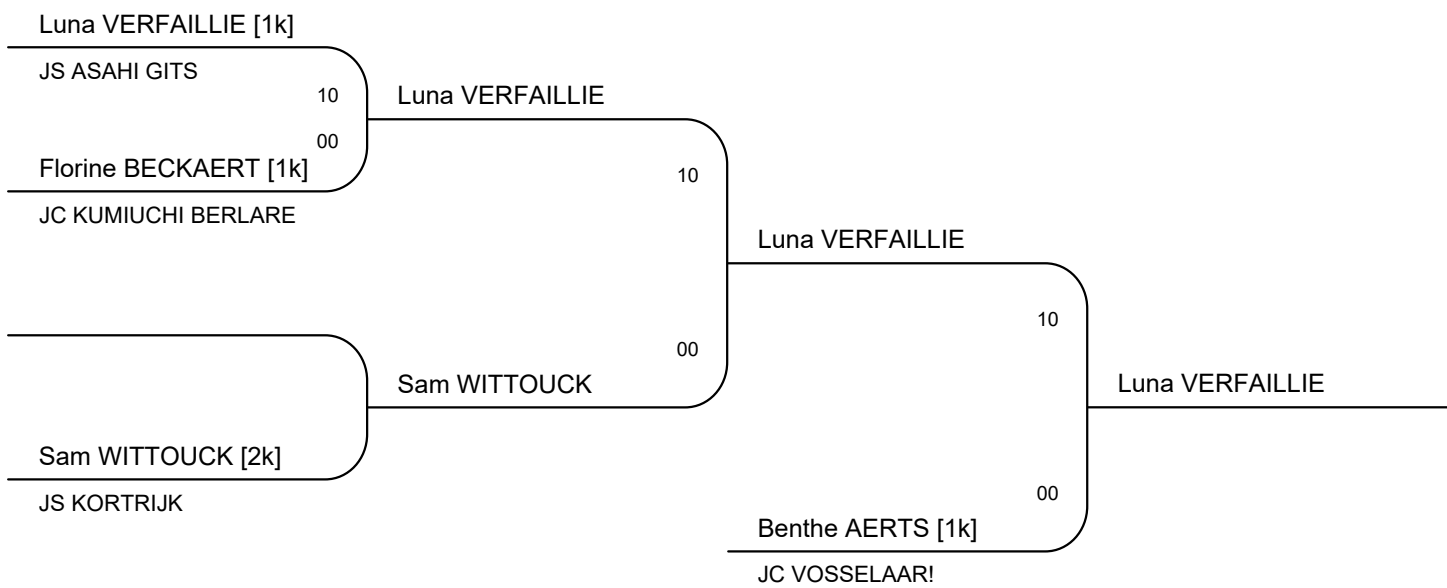 Luna VERFAILLIE [1k]
JS ASAHI GITS
10
Luna VERFAILLIE
00
Florine BECKAERT [1k]
10
JC KUMIUCHI BERLARE
Luna VERFAILLIE
10
00
Sam WITTOUCK
Luna VERFAILLIE
Sam WITTOUCK [2k]
JS KORTRIJK
00
Benthe AERTS [1k]
JC VOSSELAAR!